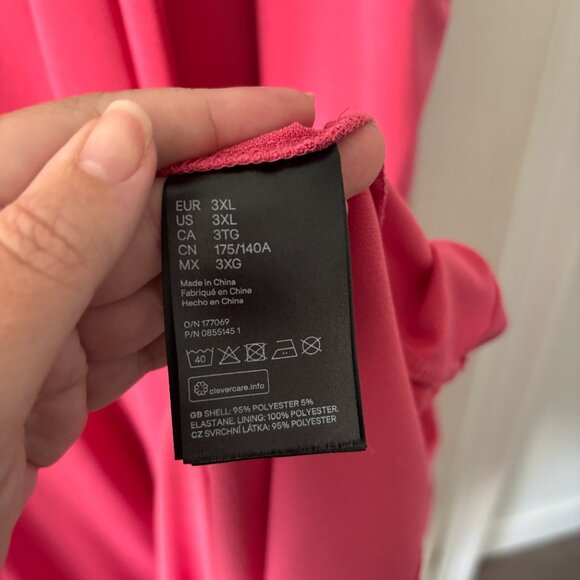 EUR 3XL
US 3XL
CA 3TG
CN 175/140A
MX 3XG
Made in China
Fabriqué en Chine
Hecho en China
O/N 177069
P/N 0855145 1
40
clevercare.info
GB SHELL: 95% POLYESTER 5%
ELASTANE. LINING: 100% POLYESTER.
CZ SVRCHNÍ LÁTKA: 95% POLYESTER